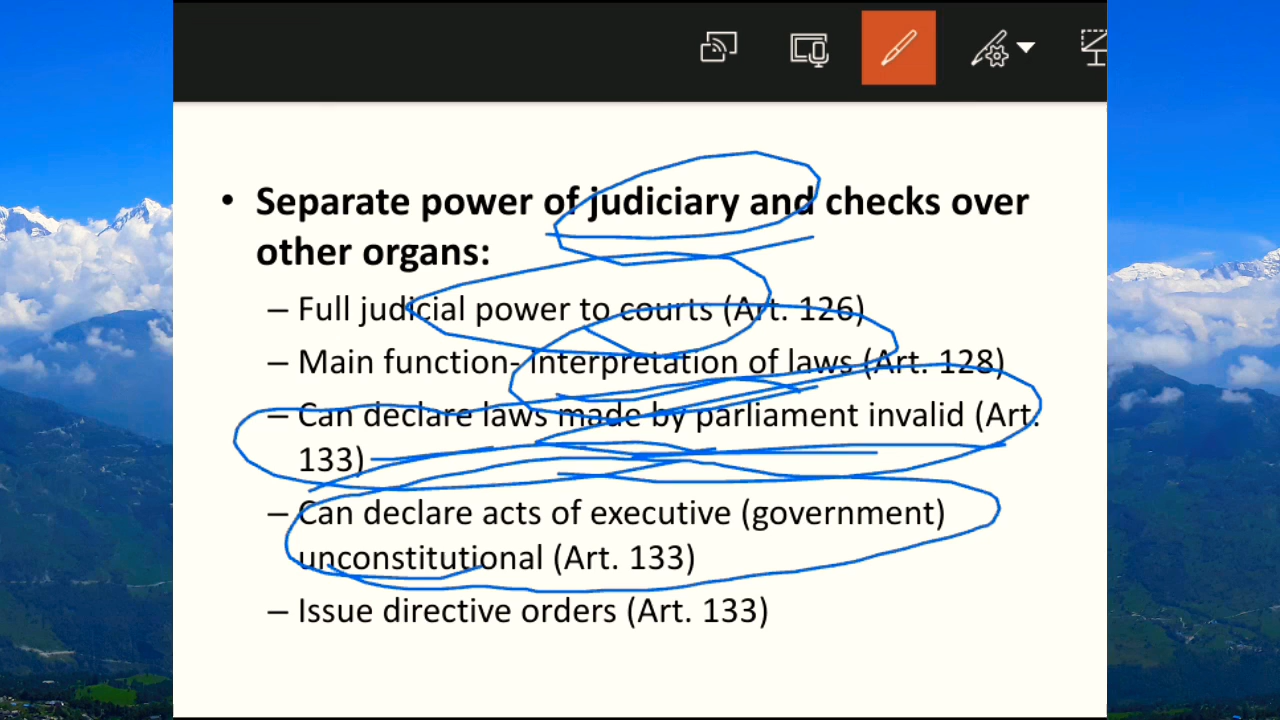 • Separate power of judiciary and checks over
other organs:
– Full judicial power to courts (Art. 126)
– Main function- Interpretation of laws (Art. 128)
– Can declare laws made by parliament invalid (Art.
133)
– Can declare acts of executive (government)
unconstitutional (Art. 133)
– Issue directive orders (Art. 133)